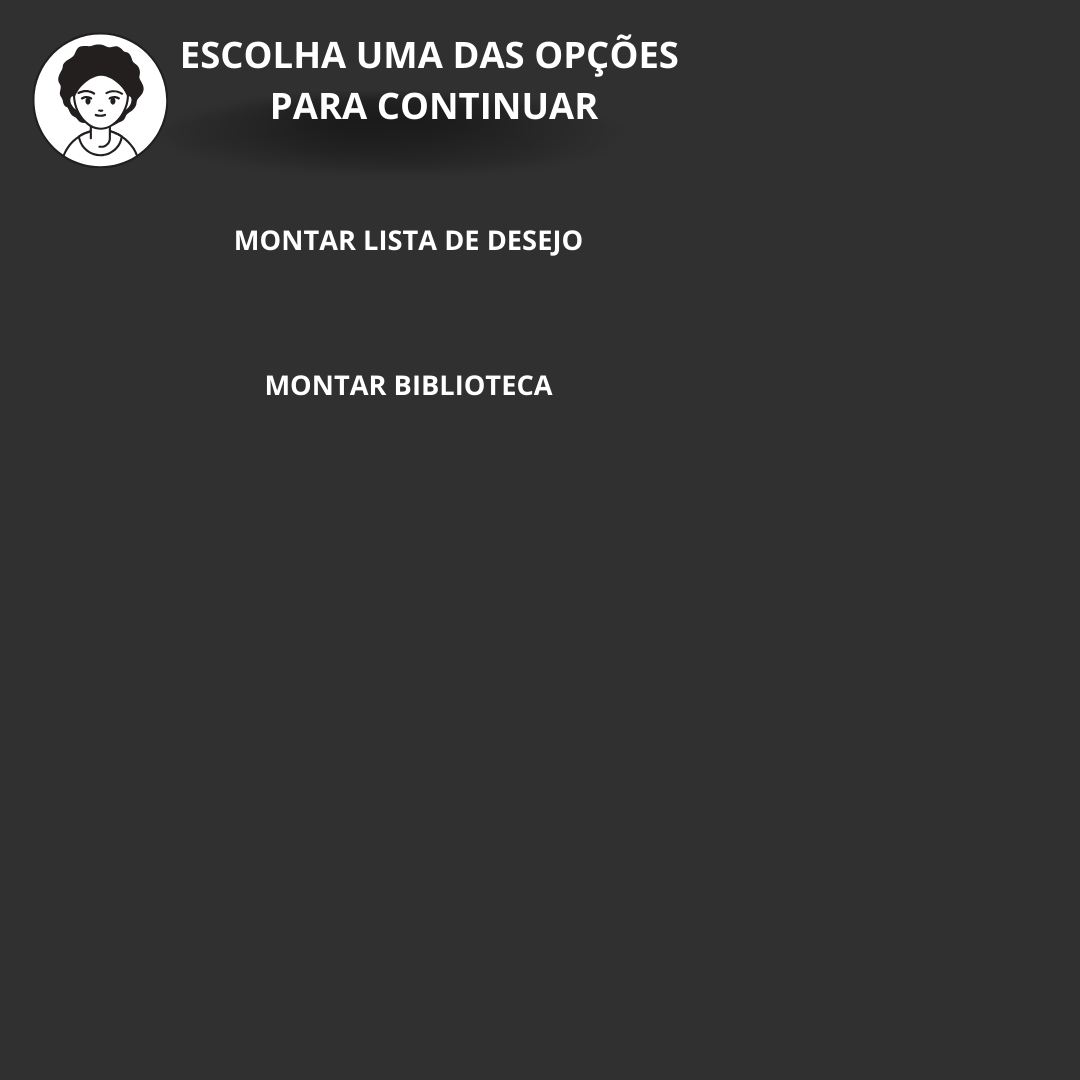 ESCOLHA UMA DAS OPÇÕES
PARA CONTINUAR
MONTAR LISTA DE DESEJO
MONTAR BIBLIOTECA